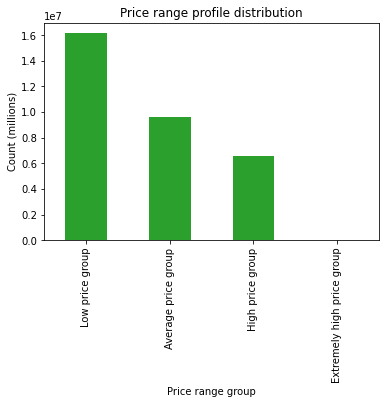 Price range profile distribution
1e7
1.6
1.4
1.2
1.0
0.8
0.6
0.4
0.2
0.0
Count (millions)
Low price group
Average price group
High price group
Extremely high price group
Price range group